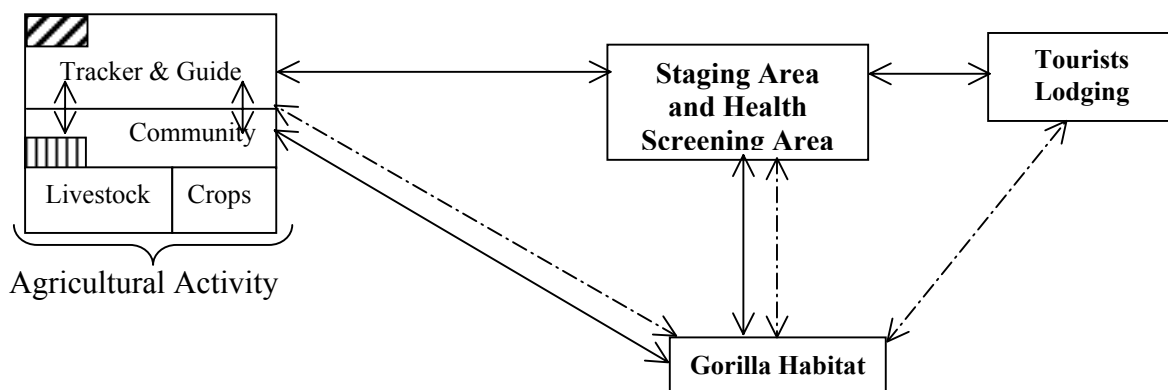 Tracker & Guide
Community
Livestock
Crops
Agricultural Activity
Staging Area
and Health
Screening Area
Tourists
Lodging
Gorilla Habitat